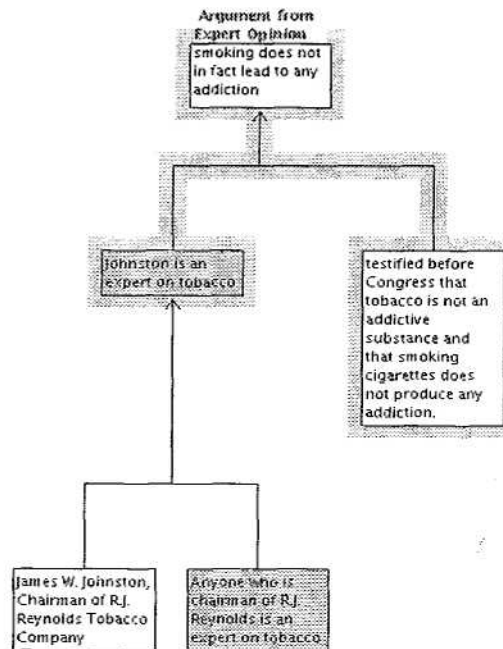 Argument from
Expert Opinion
smoking does not
in fact lead to any
addiction
Johnston is an
expert on tobacco
testified before
Congress that
tobacco is not an
addictive
substance and
that smoking
cigarettes does
not produce any
addiction.
James W. Johnston,
Chairman of R.J.
Reynolds Tobacco
Company
Anyone who is
chairman of R.J.
Reynolds is an
expert on tobacco